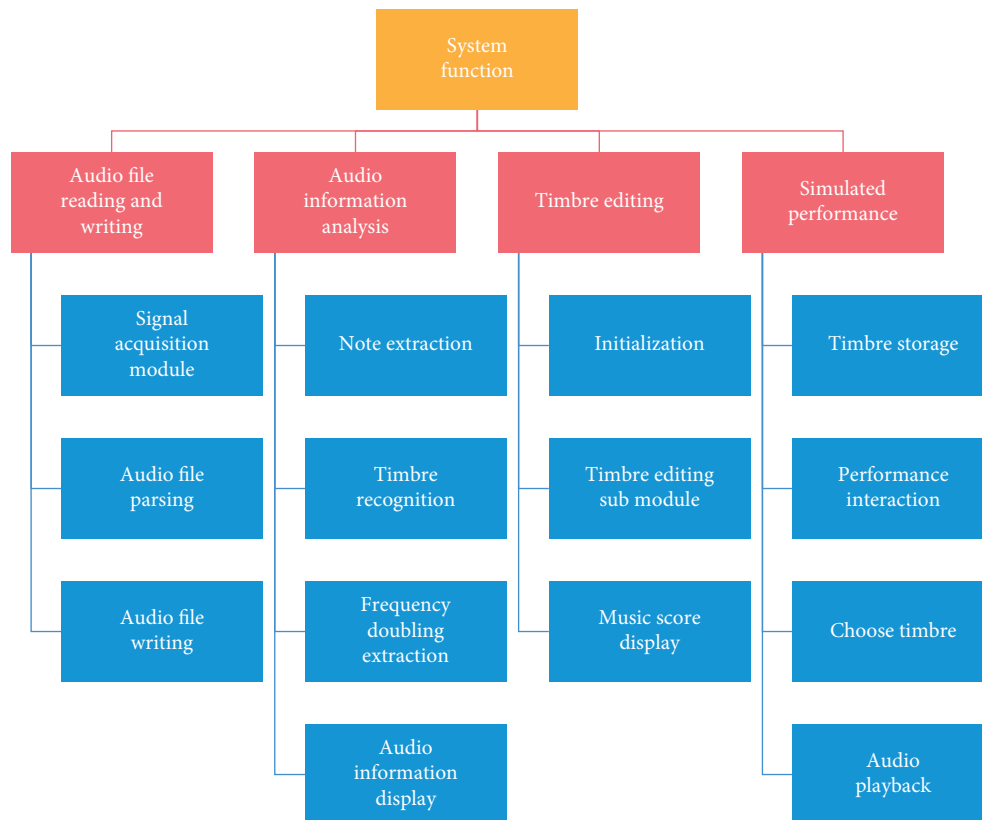 System
function
Audio file
reading and
writing
Audio
information
analysis
Timbre editing
Simulated
performance
Signal
acquisition
module
Note extraction
Initialization
Timbre storage
Audio file
parsing
Timbre
recognition
Timbre editing
sub module
Performance
interaction
Audio file
writing
Frequency
doubling
extraction
Music score
display
Choose timbre
Audio
information
display
Audio
playback